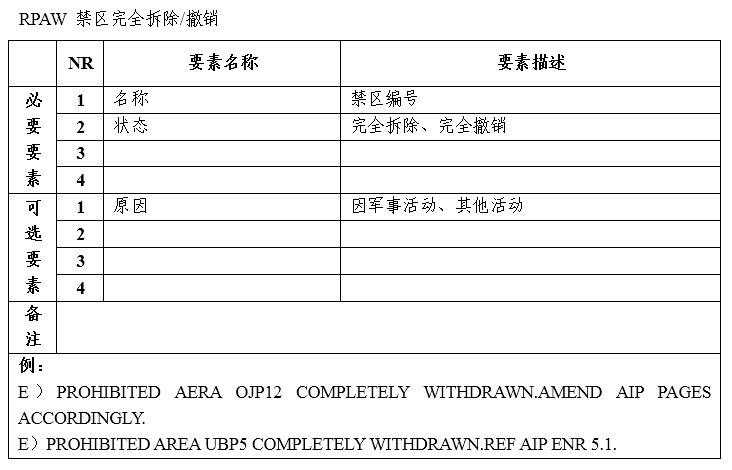 RPAW 禁区完全拆除/撤销
NR 要素名称 要素描述
必要要素
1 名称 禁区编号
2 状态 完全拆除、完全撤销
3
4
可选要素
1 原因 因军事活动、其他活动
2
3
4
备注
例：
E）PROHIBITED AERA OJP12 COMPLETELY WITHDRAWN.AMEND AIP PAGES
ACCORDINGLY.
E）PROHIBITED AREA UBP5 COMPLETELY WITHDRAWN.REF AIP ENR 5.1.